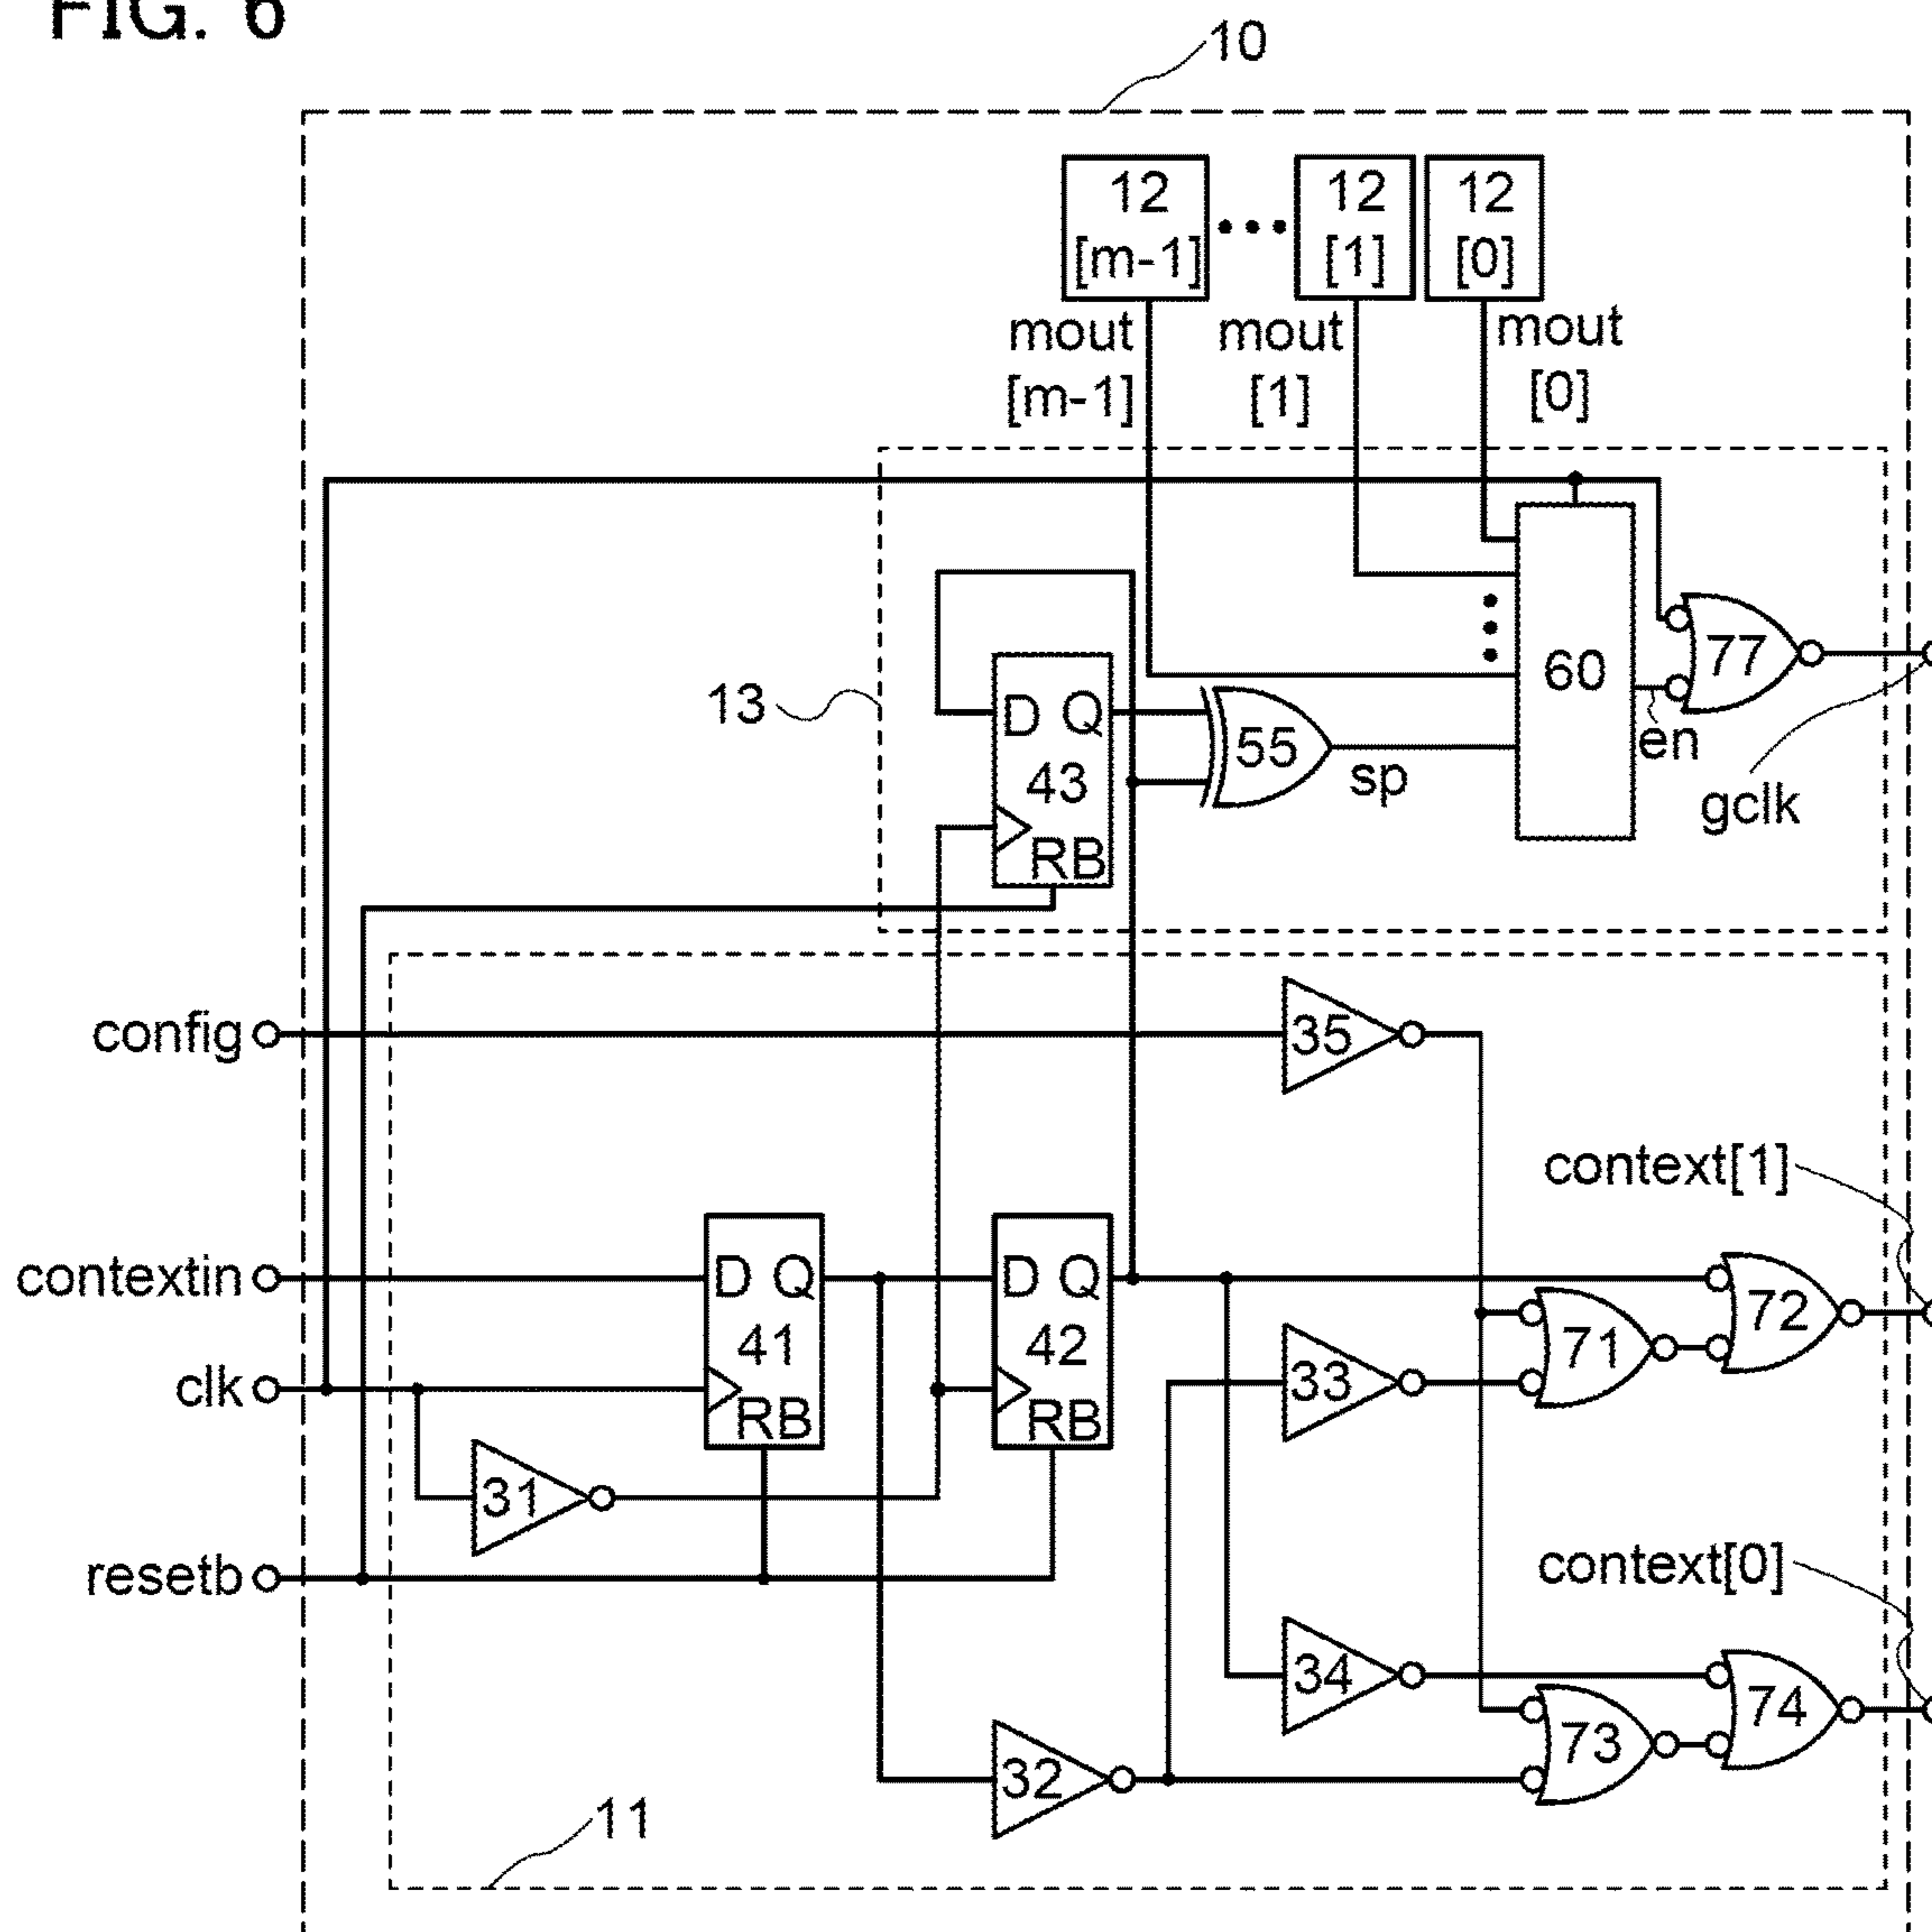 FIG. 6
10
12 12 12
[m-1] [1] [0]
mout mout mout
[m-1] [1] [0]
13
D Q
43
RB
55
sp
60
77
en
gclk
config
35
context[1]
contextin
D Q
41
RB
D Q
42
RB
clk
31
33
71
72
resetb
context[0]
34
73
74
32
11